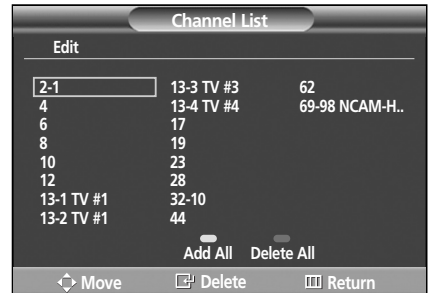 Channel List
Edit
2-1 13-3 TV #3 62
4 13-4 TV #4 69-98 NCAM-H..
6 17
8 19
10 23
12 28
13-1 TV #1 32-10
13-2 TV #1 44
Add All Delete All
Move Delete Return